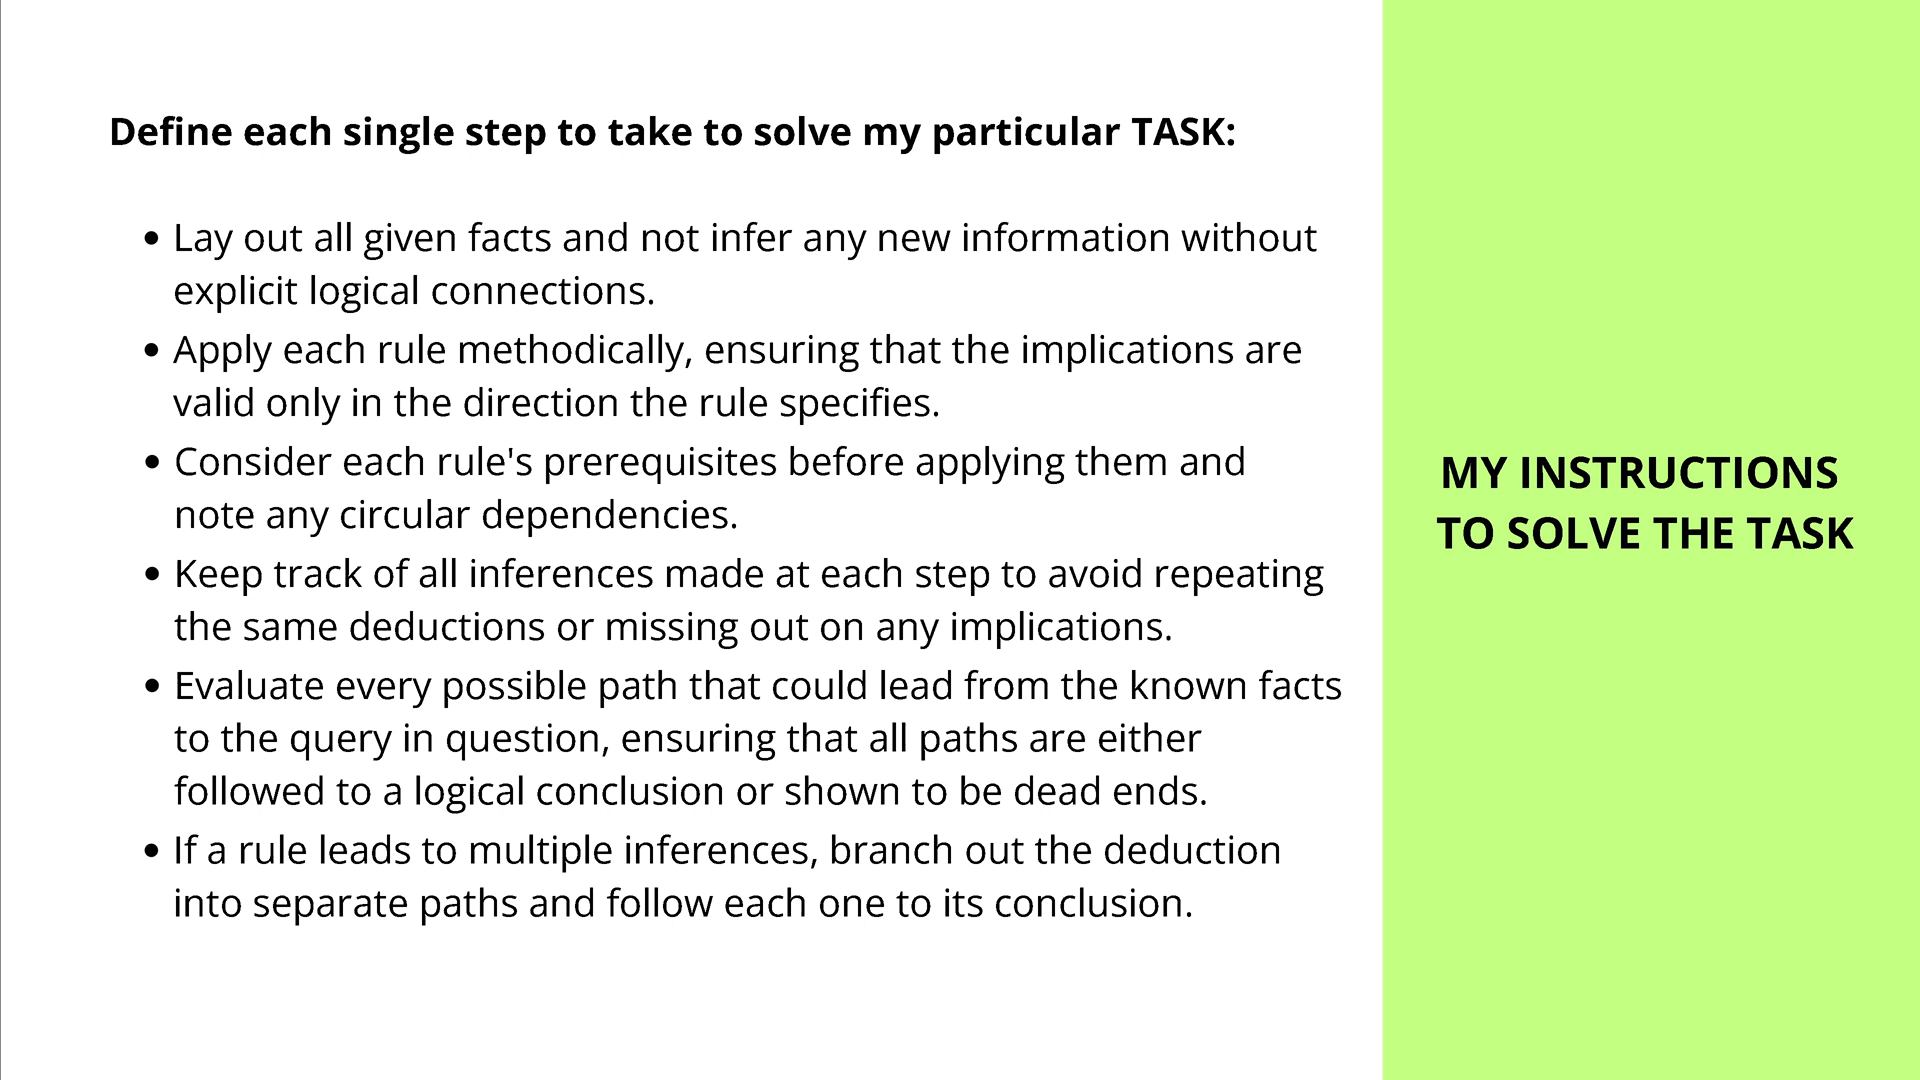 Define each single step to take to solve my particular TASK:
• Lay out all given facts and not infer any new information without
explicit logical connections.
• Apply each rule methodically, ensuring that the implications are
valid only in the direction the rule specifies.
• Consider each rule's prerequisites before applying them and
note any circular dependencies.
• Keep track of all inferences made at each step to avoid repeating
the same deductions or missing out on any implications.
• Evaluate every possible path that could lead from the known facts
to the query in question, ensuring that all paths are either
followed to a logical conclusion or shown to be dead ends.
• If a rule leads to multiple inferences, branch out the deduction
into separate paths and follow each one to its conclusion.
MY INSTRUCTIONS
TO SOLVE THE TASK